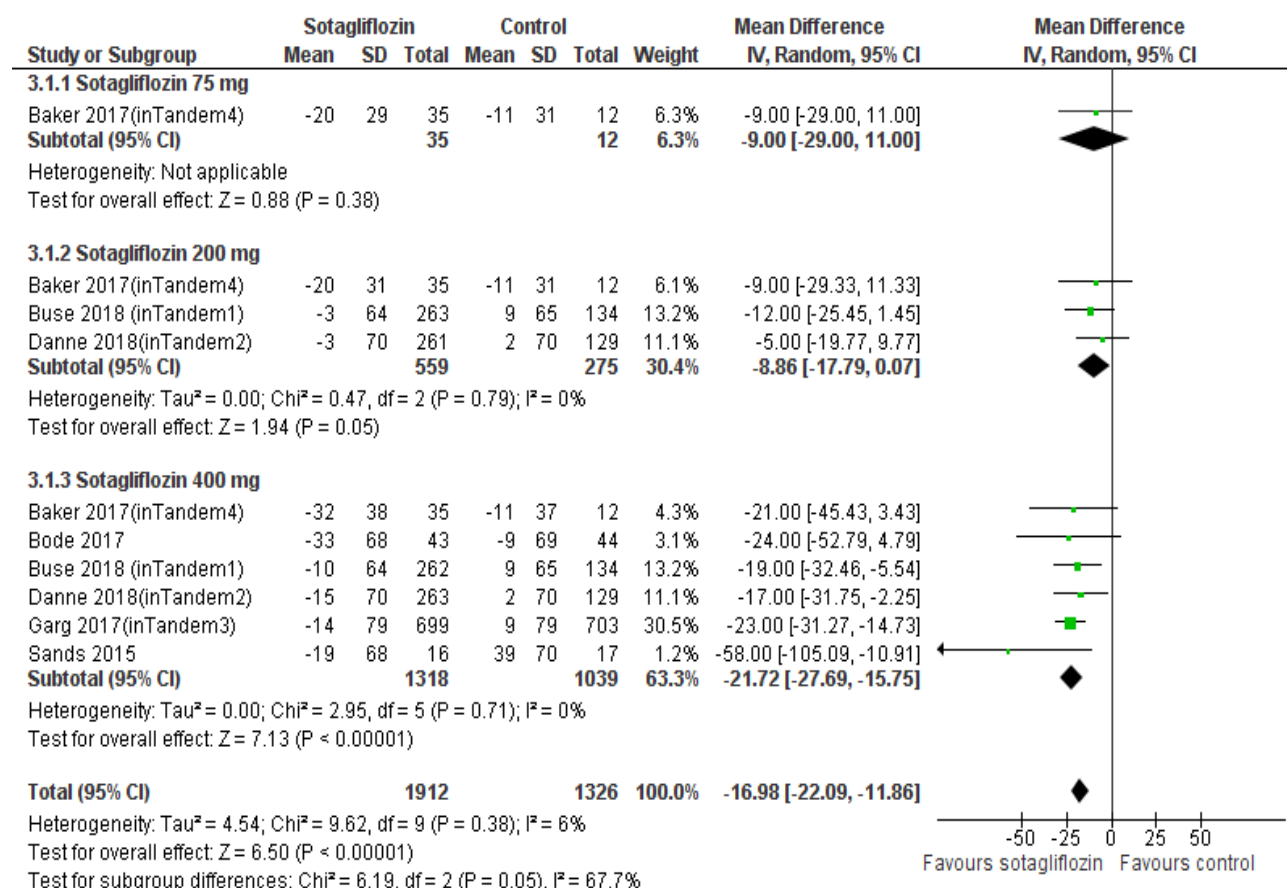 Sotagliflozin Control Mean Difference Mean Difference
Study or Subgroup Mean SD Total Mean SD Total Weight IV, Random, 95% CI IV, Random, 95% CI
3.1.1 Sotagliflozin 75 mg
Baker 2017(inTandem4) -20 29 35 -11 31 12 6.3% -9.00 [-29.00, 11.00]
Subtotal (95% CI) 35 12 6.3% -9.00 [-29.00, 11.00]
Heterogeneity: Not applicable
Test for overall effect: Z = 0.88 (P = 0.38)
3.1.2 Sotagliflozin 200 mg
Baker 2017(inTandem4) -20 31 35 -11 31 12 6.1% -9.00 [-29.33, 11.33]
Buse 2018 (inTandem1) -3 64 263 9 65 134 13.2% -12.00 [-25.45, 1.45]
Danne 2018(inTandem2) -3 70 261 2 70 129 11.1% -5.00 [-19.77, 9.77]
Subtotal (95% CI) 559 275 30.4% -8.86 [-17.79, 0.07]
Heterogeneity: Tau² = 0.00; Chi² = 0.47, df = 2 (P = 0.79); I² = 0%
Test for overall effect: Z = 1.94 (P = 0.05)
3.1.3 Sotagliflozin 400 mg
Baker 2017(inTandem4) -32 38 35 -11 37 12 4.3% -21.00 [-45.43, 3.43]
Bode 2017 -33 68 43 -9 69 44 3.1% -24.00 [-52.79, 4.79]
Buse 2018 (inTandem1) -10 64 262 9 65 134 13.2% -19.00 [-32.46, -5.54]
Danne 2018(inTandem2) -15 70 263 2 70 129 11.1% -17.00 [-31.75, -2.25]
Garg 2017(inTandem3) -14 79 699 9 79 703 30.5% -23.00 [-31.27, -14.73]
Sands 2015 -19 68 16 39 70 17 1.2% -58.00 [-105.09, -10.91]
Subtotal (95% CI) 1318 1039 63.3% -21.72 [-27.69, -15.75]
Heterogeneity: Tau² = 0.00; Chi² = 2.95, df = 5 (P = 0.71); I² = 0%
Test for overall effect: Z = 7.13 (P < 0.00001)
Total (95% CI) 1912 1326 100.0% -16.98 [-22.09, -11.86]
Heterogeneity: Tau² = 4.54; Chi² = 9.62, df = 9 (P = 0.38); I² = 6%
Test for overall effect: Z = 6.50 (P < 0.00001)
Test for subgroup differences: Chi² = 6.19, df = 2 (P = 0.05), I² = 67.7%
-50 -25 0 25 50
Favours sotagliflozin Favours control